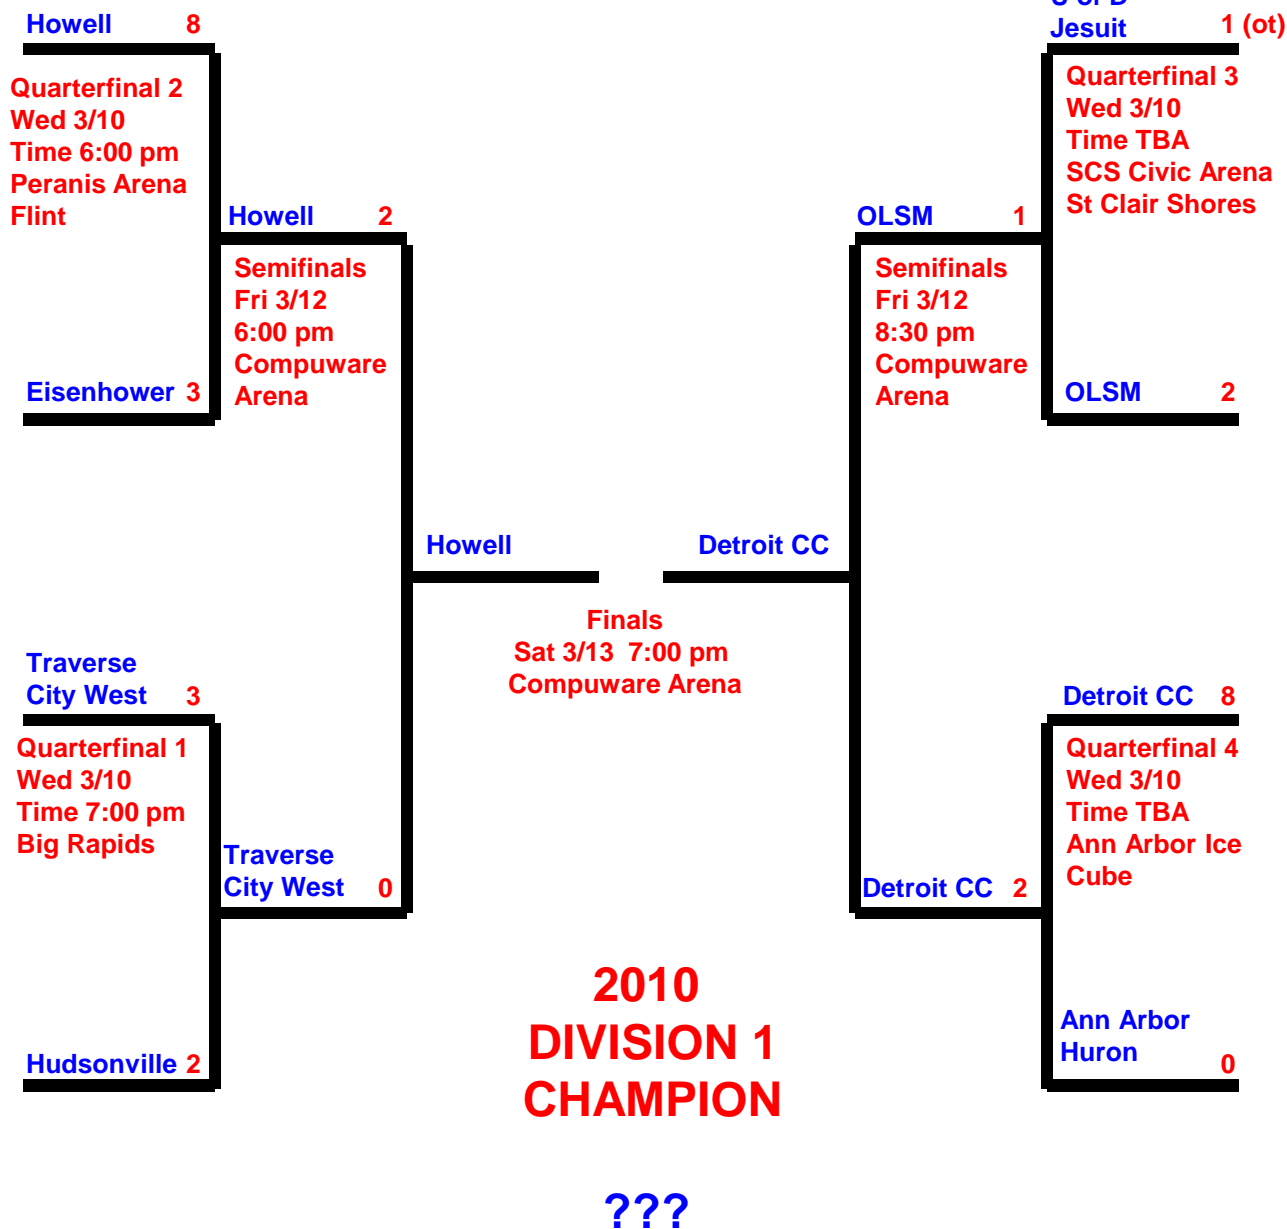 Howell 8
Quarterfinal 2
Wed 3/10
Time 6:00 pm
Peranis Arena
Flint
Eisenhower 3
Howell 2
Semifinals
Fri 3/12
6:00 pm
Compuware
Arena
Traverse
City West 3
Quarterfinal 1
Wed 3/10
Time 7:00 pm
Big Rapids
Hudsonville 2
Traverse
City West 0
Howell
Detroit CC
Finals
Sat 3/13 7:00 pm
Compuware Arena
2010
DIVISION 1
CHAMPION
???
OLSM 1
Semifinals
Fri 3/12
8:30 pm
Compuware
Arena
Detroit CC 2
Jesuit 1 (ot)
Quarterfinal 3
Wed 3/10
Time TBA
SCS Civic Arena
St Clair Shores
OLSM 2
Detroit CC 8
Quarterfinal 4
Wed 3/10
Time TBA
Ann Arbor Ice
Cube
Ann Arbor
Huron 0